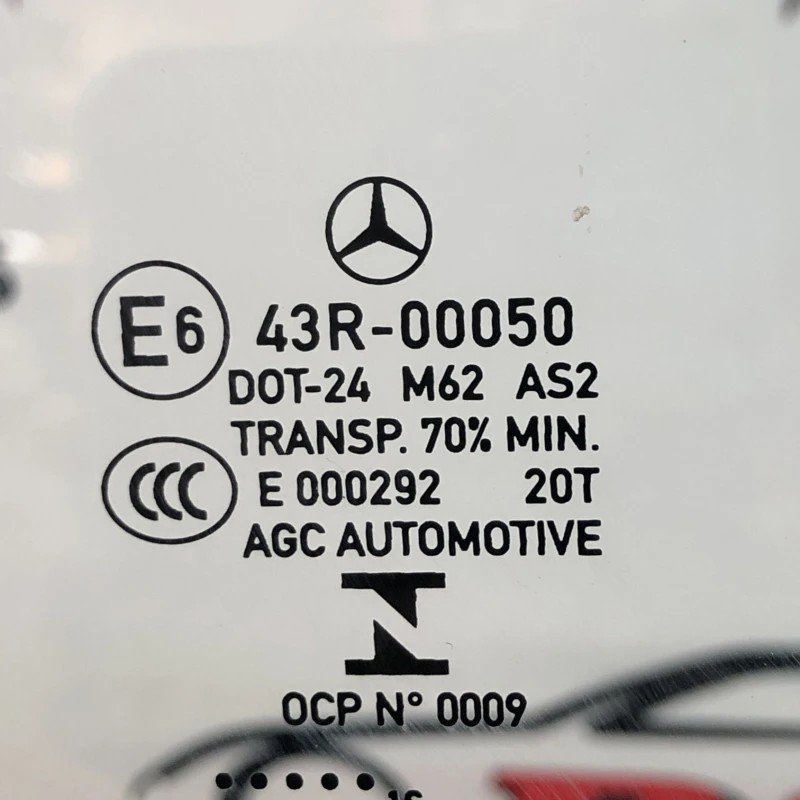 E6 43R-00050
DOT-24 M62 AS2
TRANSP. 70% MIN.
CCC E 000292 20T
AGC AUTOMOTIVE
OCP N° 0009